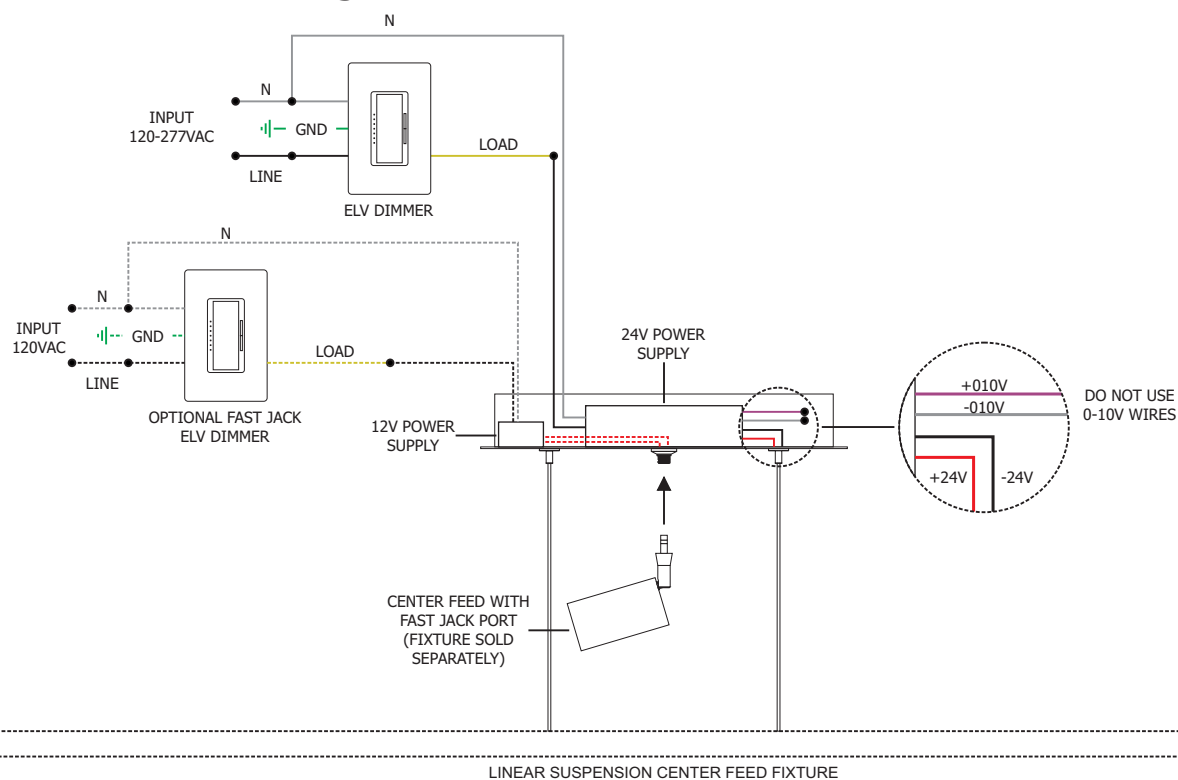 N
N
INPUT
120-277VAC
GND
LOAD
LINE
ELV DIMMER
N
N
INPUT
120VAC
GND
LOAD
LINE
OPTIONAL FAST JACK
ELV DIMMER
24V POWER
SUPPLY
12V POWER
SUPPLY
+010V
-010V
DO NOT USE
0-10V WIRES
+24V
-24V
CENTER FEED WITH
FAST JACK PORT
(FIXTURE SOLD
SEPARATELY)
LINEAR SUSPENSION CENTER FEED FIXTURE